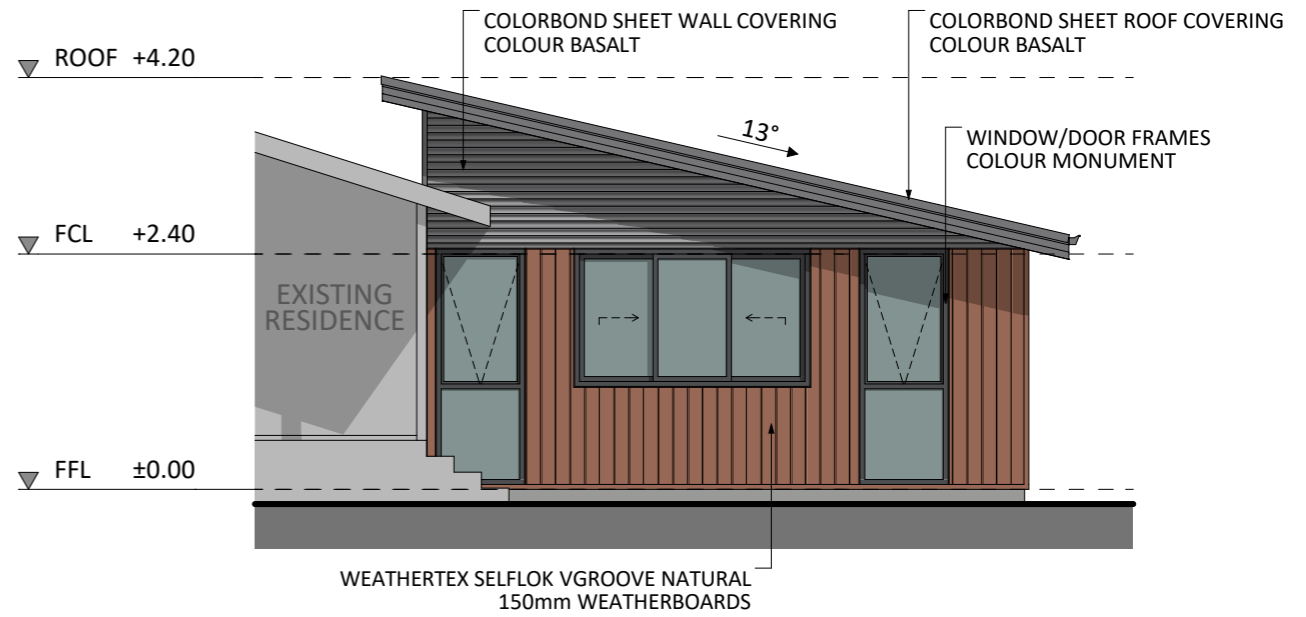 COLORBOND SHEET WALL COVERING
COLOUR BASALT
COLORBOND SHEET ROOF COVERING
COLOUR BASALT
ROOF +4.20
13°
WINDOW/DOOR FRAMES
COLOUR MONUMENT
FCL +2.40
EXISTING
RESIDENCE
FFL ±0.00
WEATHERTEX SELFLOK VGROOVE NATURAL
150mm WEATHERBOARDS